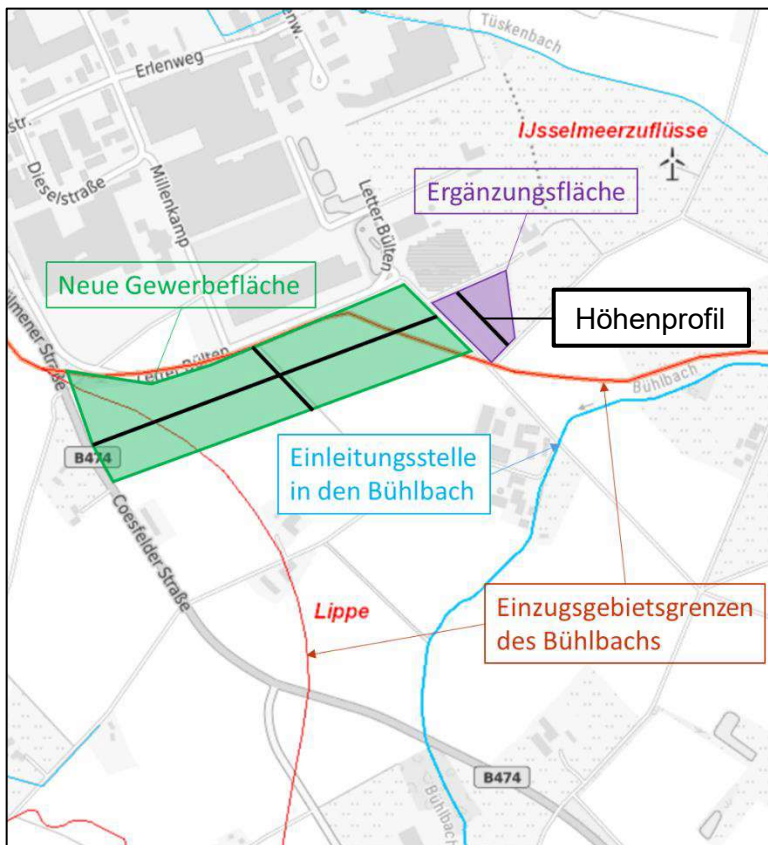 Erlenweg
Tüskenbach
str.
IJsselmeerzuflüsse
Dieselstraße
Millenkamp
Letter Bülten
Ergänzungsfläche
Neue Gewerbefläche
Höhenprofil
Letter Bülten
Bühlbach
B474
Einleitungsstelle
in den Bühlbach
Coesfelder Straße
Lippe
Einzugsgebietsgrenzen
des Bühlbachs
B474
Bühlbach